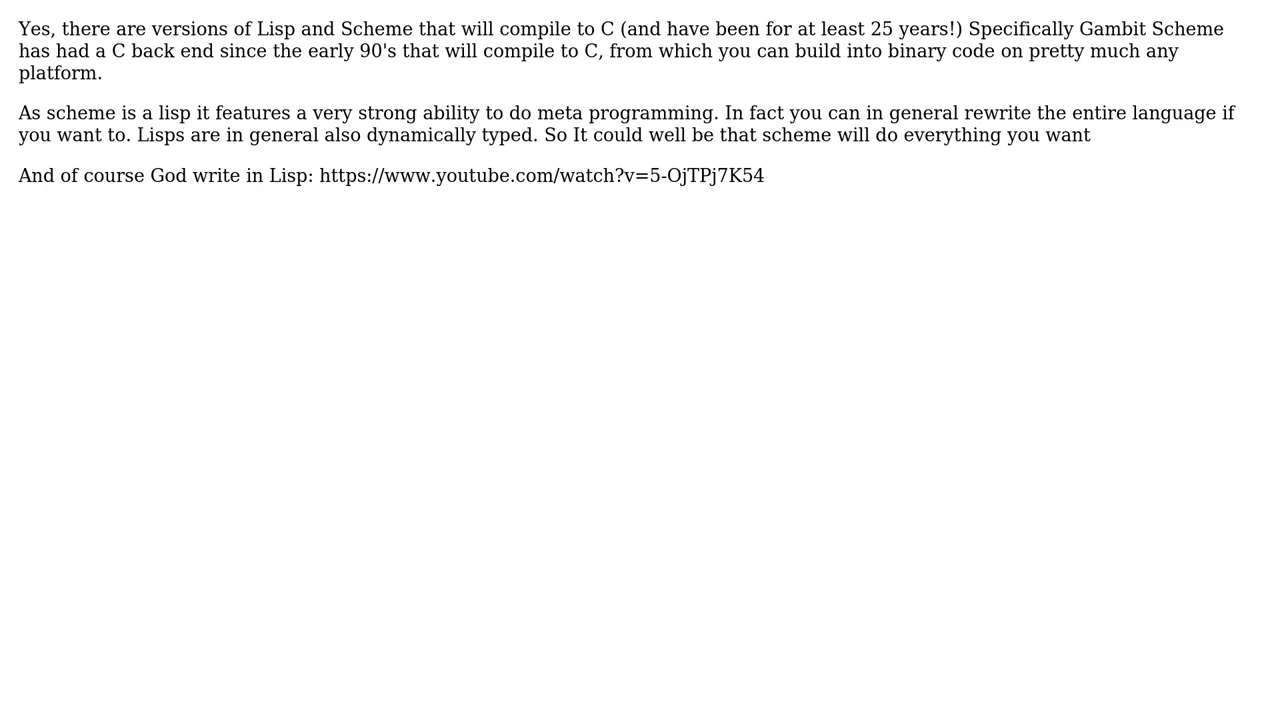 Yes, there are versions of Lisp and Scheme that will compile to C (and have been for at least 25 years!) Specifically Gambit Scheme
has had a C back end since the early 90's that will compile to C, from which you can build into binary code on pretty much any
platform.
As scheme is a lisp it features a very strong ability to do meta programming. In fact you can in general rewrite the entire language if
you want to. Lisps are in general also dynamically typed. So It could well be that scheme will do everything you want
And of course God write in Lisp: https://www.youtube.com/watch?v=5-OjTPj7K54